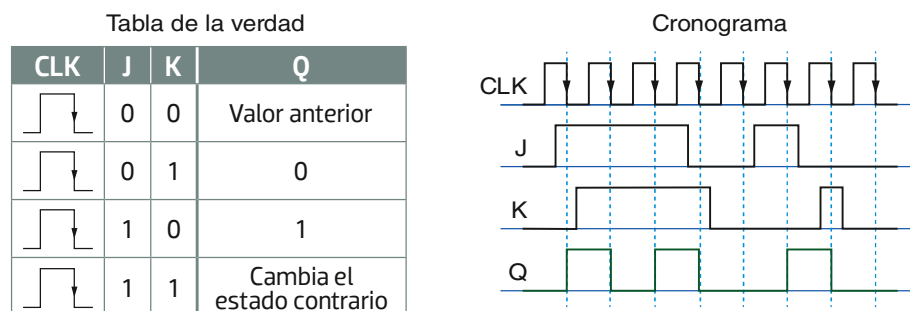 Tabla de la verdad
CLK J K Q
0 0 Valor anterior
0 1 0
1 0 1
1 1 Cambia el
estado contrario
Cronograma
CLK
J
K
Q